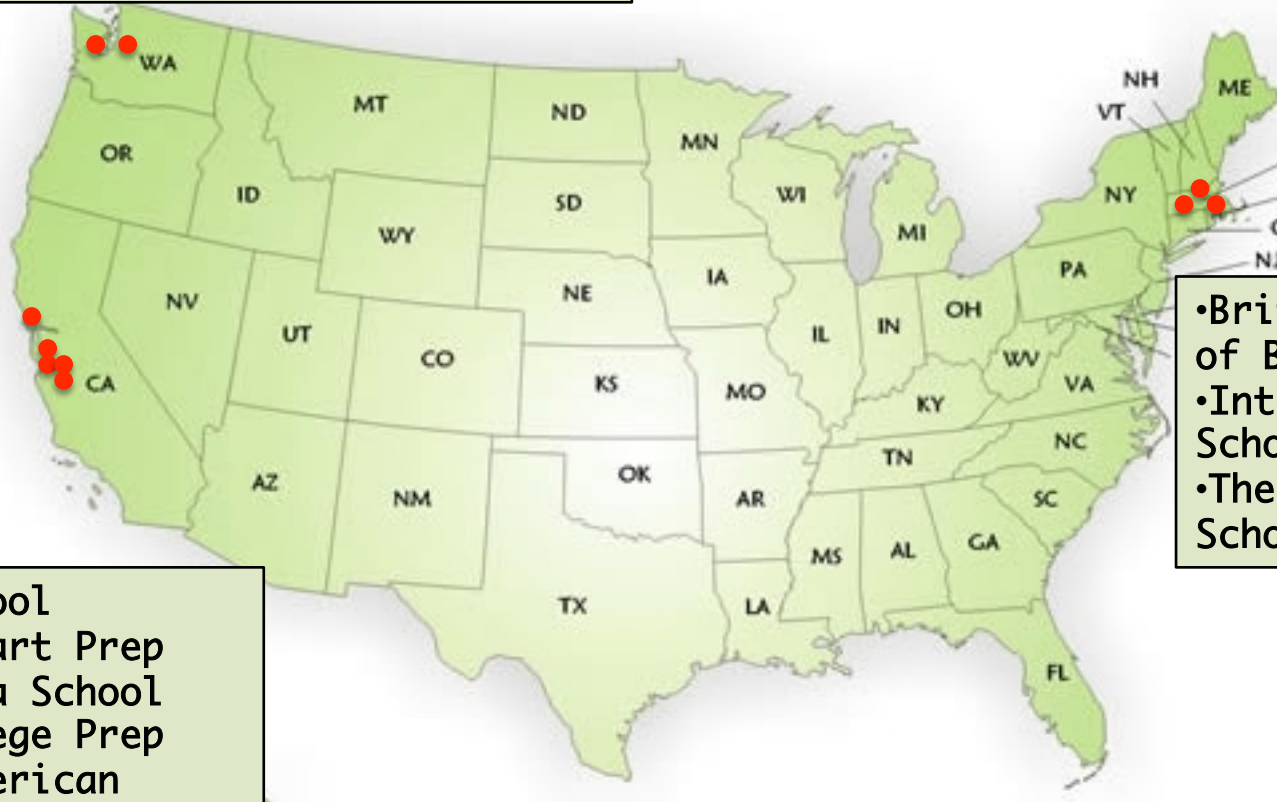 WA
MT
ND
MN
OR
ID
SD
WI
WY
MI
NH
VT
ME
NY
IA
PA
NE
NV
UT
CO
IL
IN
OH
WV
VA
KS
MO
KY
CA
NC
TN
AZ
NM
OK
AR
SC
MS
AL
GA
TX
LA
FL
•Bri
of B
•Int
Scho
•The
Scho
ool
art Prep
a School
ege Prep
erican